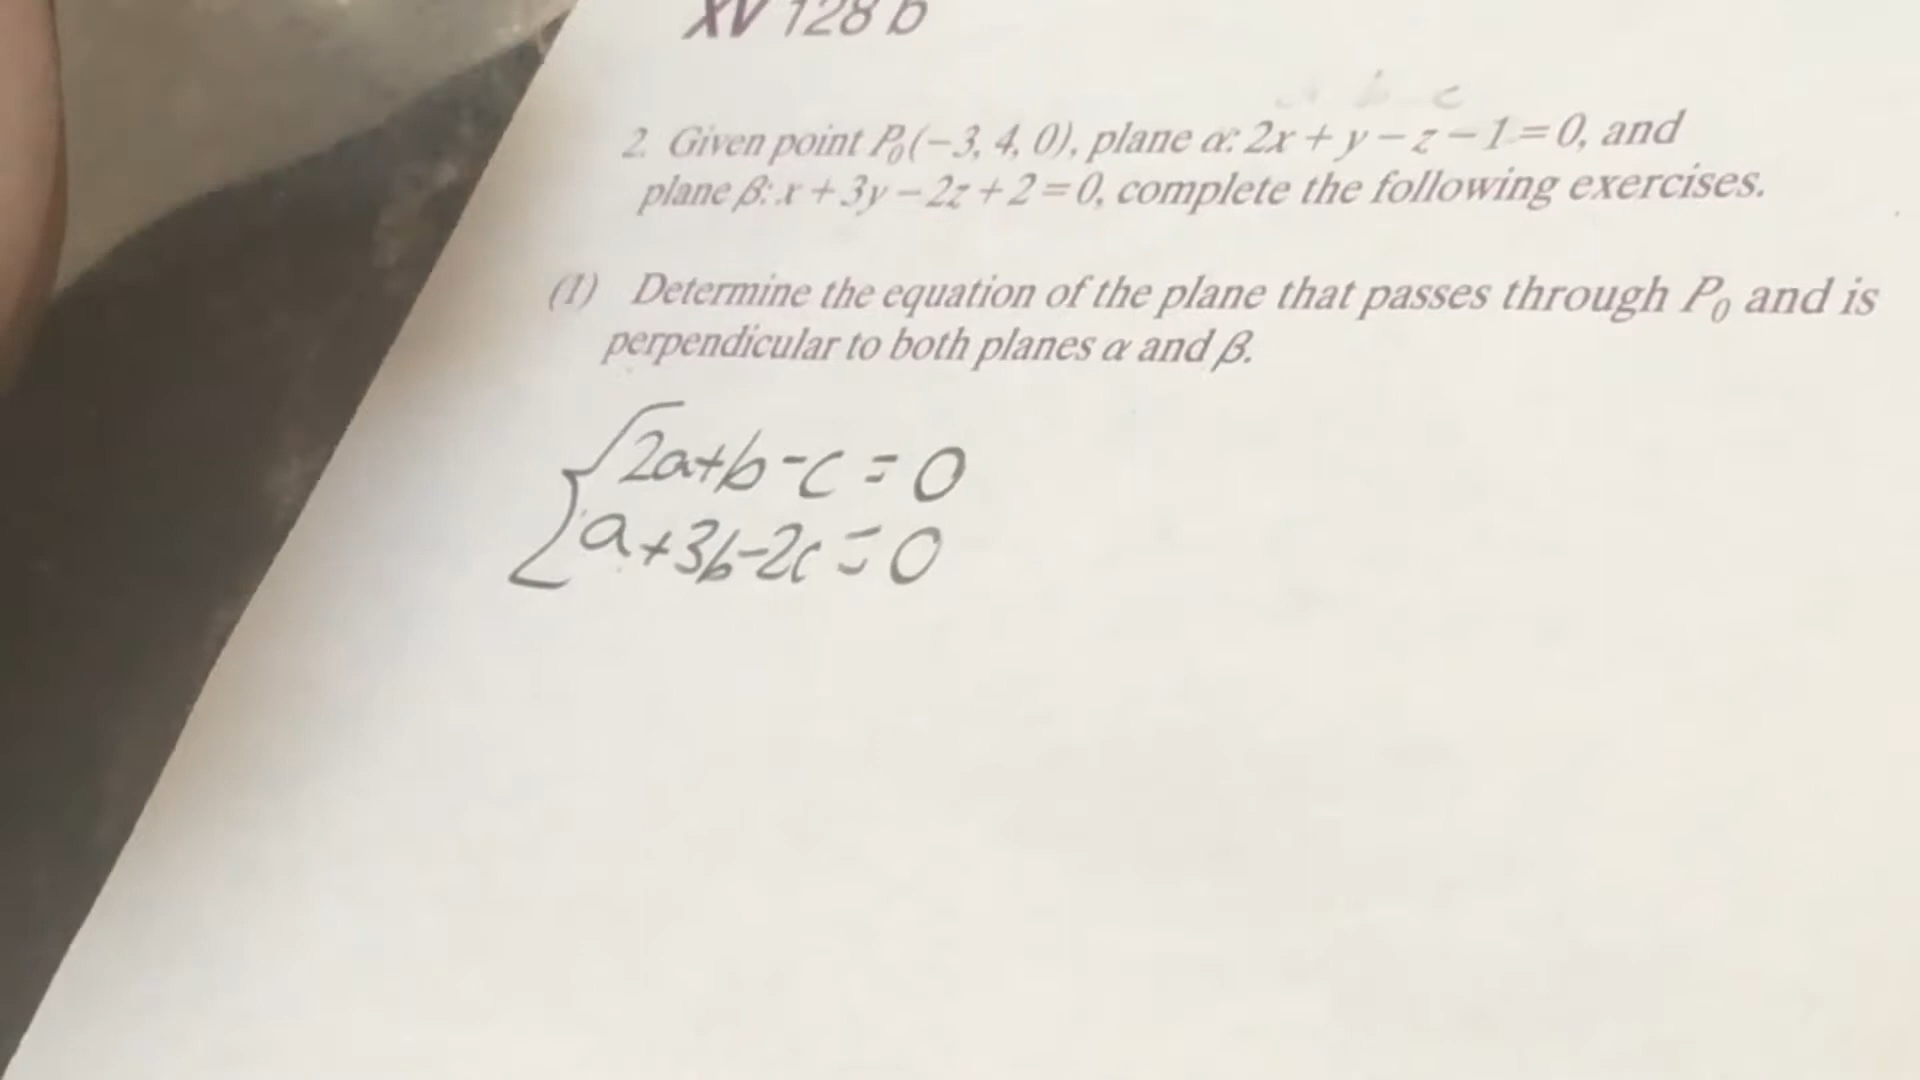 XV 128 b
a b c
2. Given point P₀(−3, 4, 0), plane α: 2x + y − z − 1 = 0, and
plane β: x + 3y − 2z + 2 = 0, complete the following exercises.
(1) Determine the equation of the plane that passes through P₀ and is
perpendicular to both planes α and β.
2a+b-c=0
a+3b-2c=0